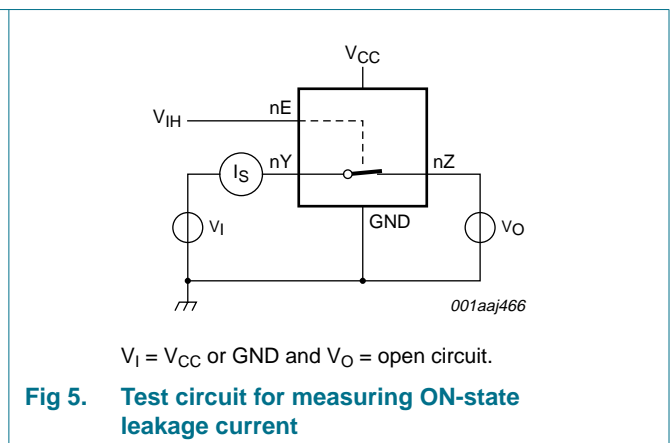 VCC
nE
VIH
nY
nZ
IS
GND
VI
VO
001aaj466
VI = VCC or GND and VO = open circuit.
Fig 5. Test circuit for measuring ON-state
leakage current